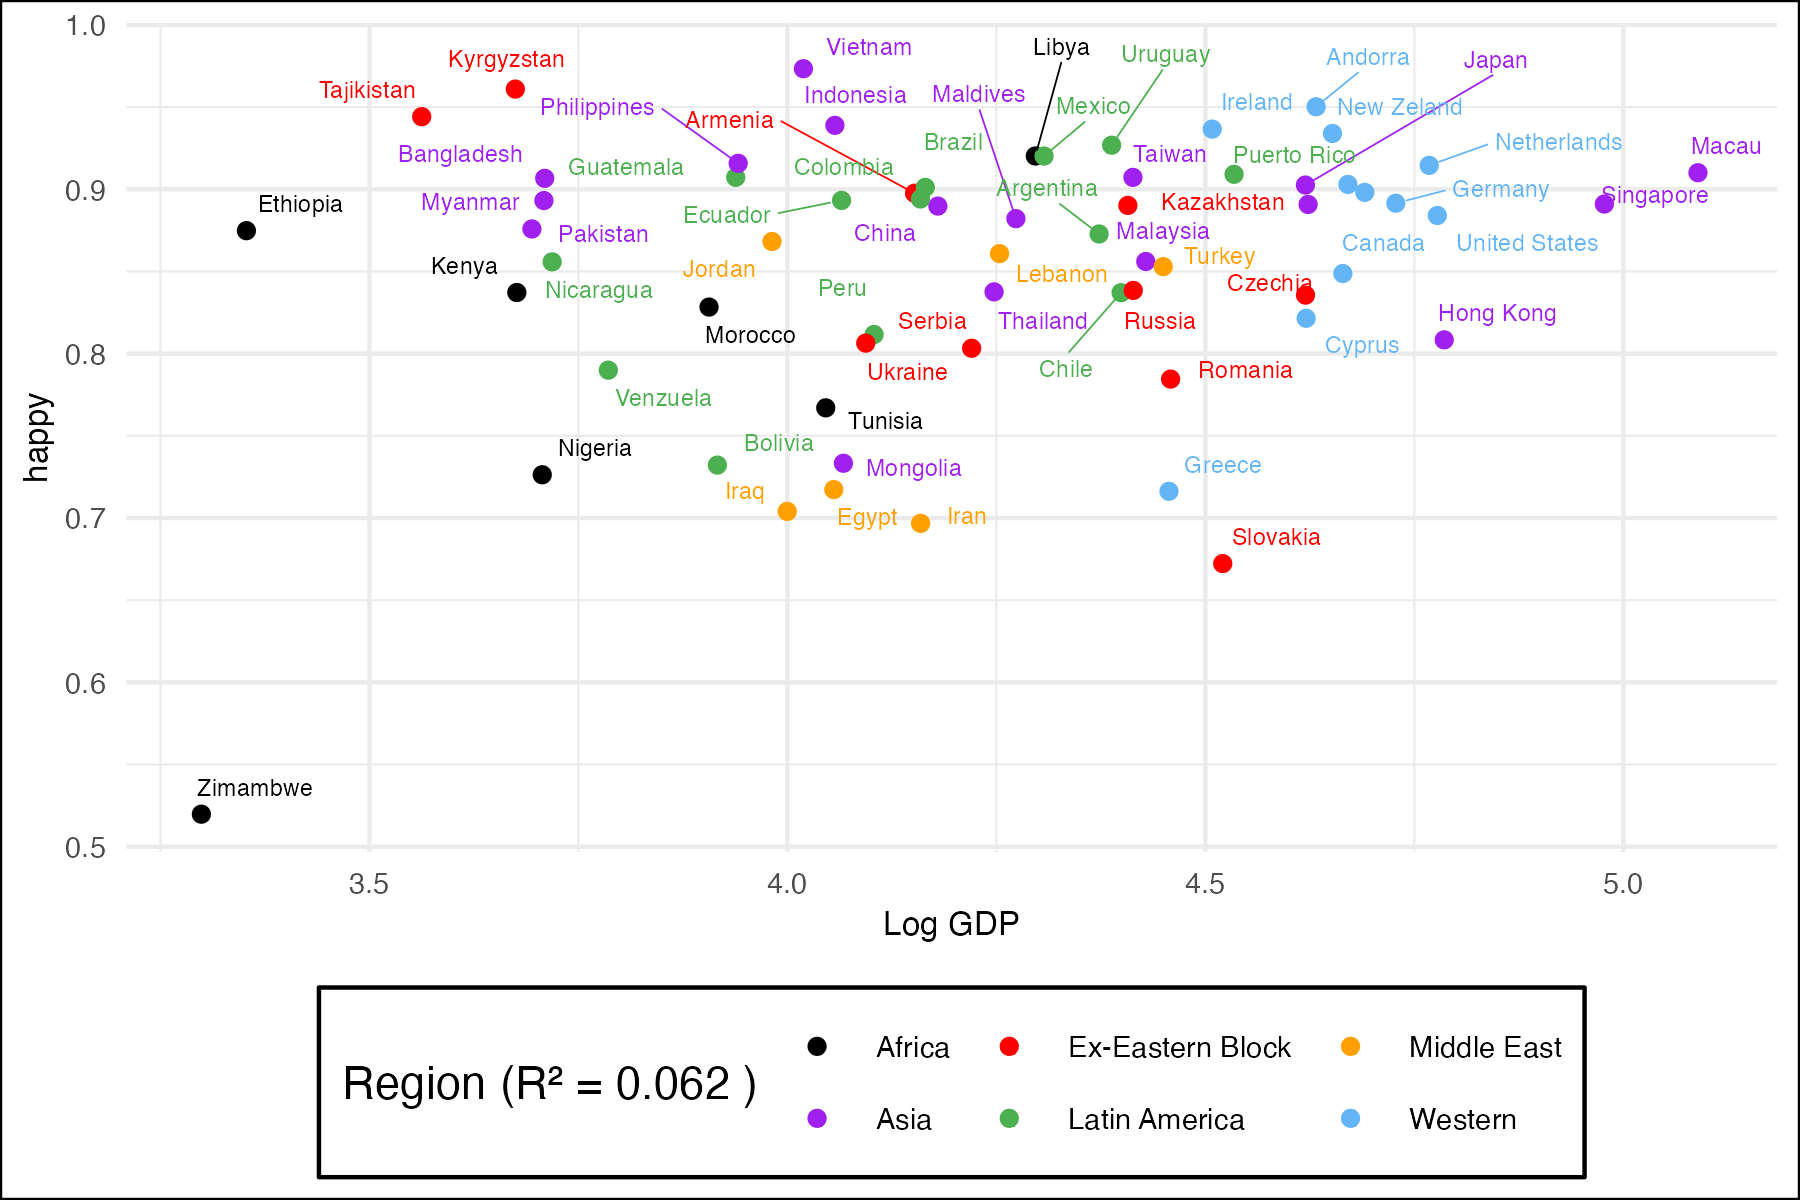 1.0
Vietnam
Libya
Uruguay
Kyrgyzstan
Andorra
Japan
Tajikistan
Philippines
Indonesia
Maldives
Mexico
Ireland
New Zeland
Armenia
Brazil
Netherlands
Macau
Bangladesh
Guatemala
Colombia
Taiwan
Puerto Rico
0.9
Argentina
Germany
Singapore
Ethiopia
Myanmar
Ecuador
Kazakhstan
Pakistan
China
Malaysia
Canada
United States
Kenya
Jordan
Lebanon
Turkey
Nicaragua
Peru
Czechia
Morocco
Serbia
Thailand
Russia
Hong Kong
0.8
Cyprus
Ukraine
Chile
Romania
Venzuela
Tunisia
happy
Nigeria
Bolivia
Mongolia
Greece
Iraq
0.7
Egypt
Iran
Slovakia
0.6
Zimambwe
0.5
3.5 4.0 4.5 5.0
Log GDP
Region (R² = 0.062 )
Africa Ex-Eastern Block Middle East
Asia Latin America Western